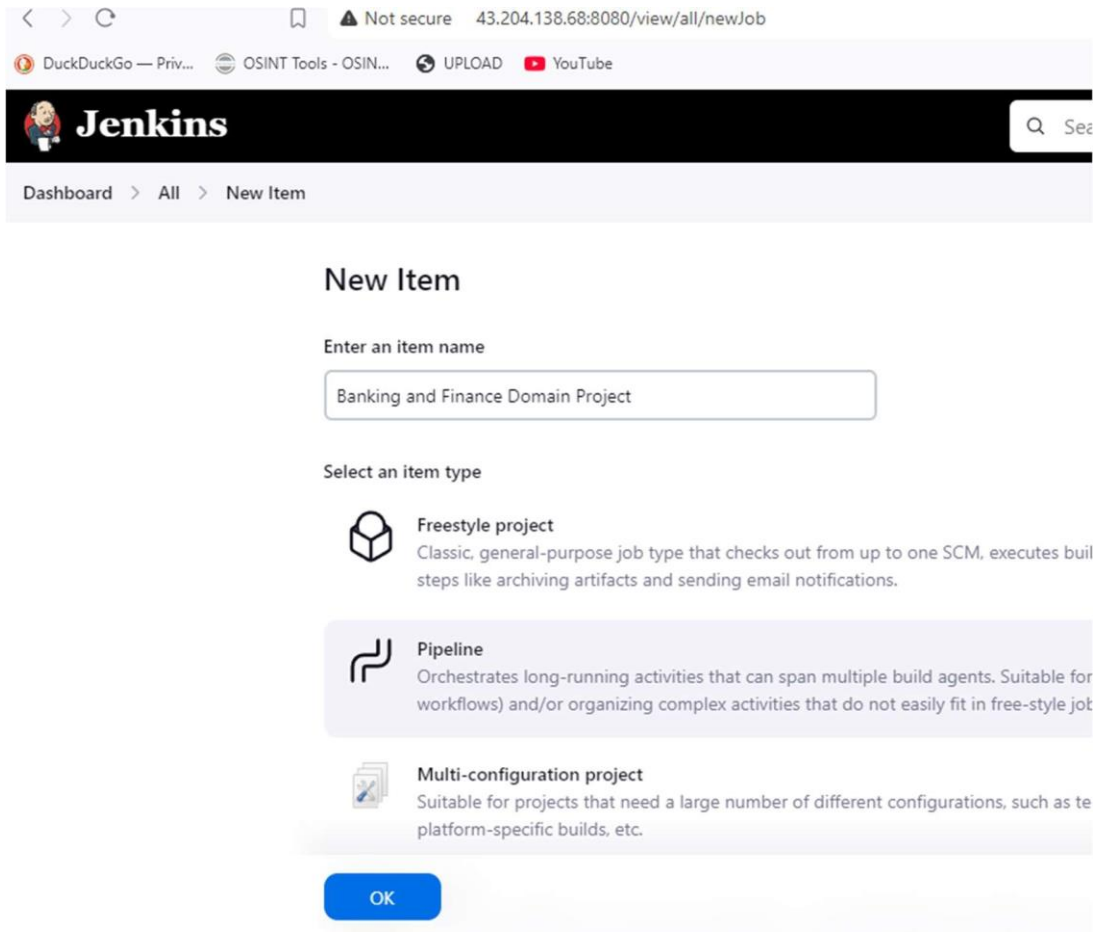 Not secure 43.204.138.68:8080/view/all/newJob
DuckDuckGo — Priv... OSINT Tools - OSIN... UPLOAD YouTube
Jenkins
Sea
Dashboard > All > New Item
New Item
Enter an item name
Banking and Finance Domain Project
Select an item type
Freestyle project
Classic, general-purpose job type that checks out from up to one SCM, executes buil
steps like archiving artifacts and sending email notifications.
Pipeline
Orchestrates long-running activities that can span multiple build agents. Suitable for
workflows) and/or organizing complex activities that do not easily fit in free-style job
Multi-configuration project
Suitable for projects that need a large number of different configurations, such as te
platform-specific builds, etc.
OK